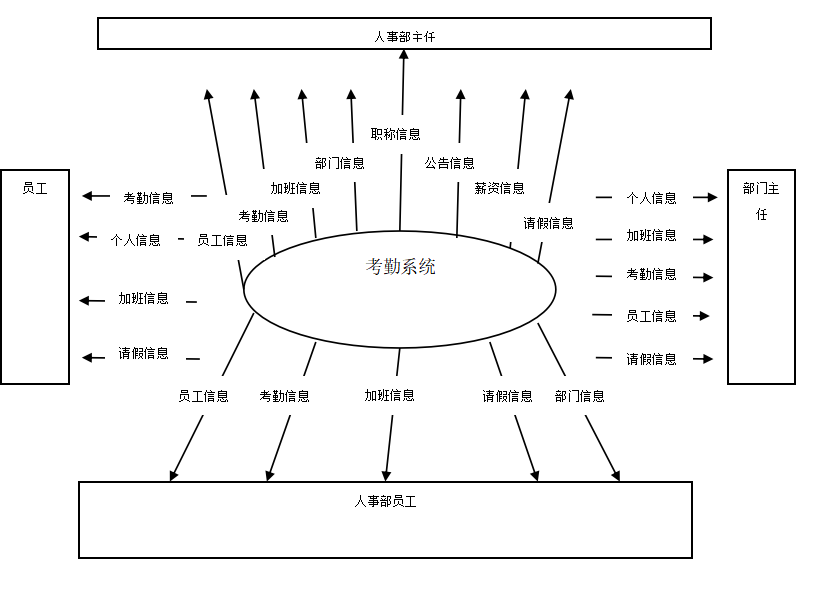 人事部主任
职称信息
部门信息
公告信息
加班信息
薪资信息
考勤信息
请假信息
员工信息
员工
考勤信息
个人信息
加班信息
请假信息
考勤系统
部门主
任
个人信息
加班信息
考勤信息
员工信息
请假信息
员工信息
考勤信息
加班信息
请假信息
部门信息
人事部员工